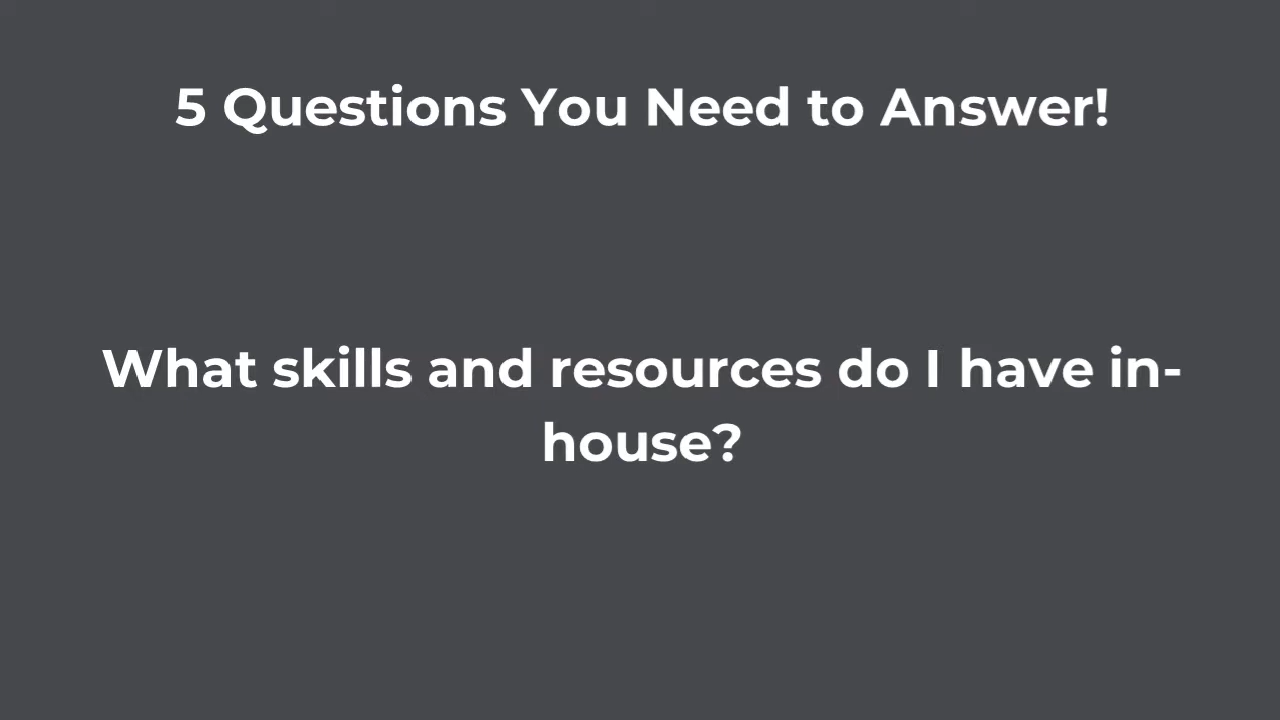 5 Questions You Need to Answer!
What skills and resources do I have in-
house?